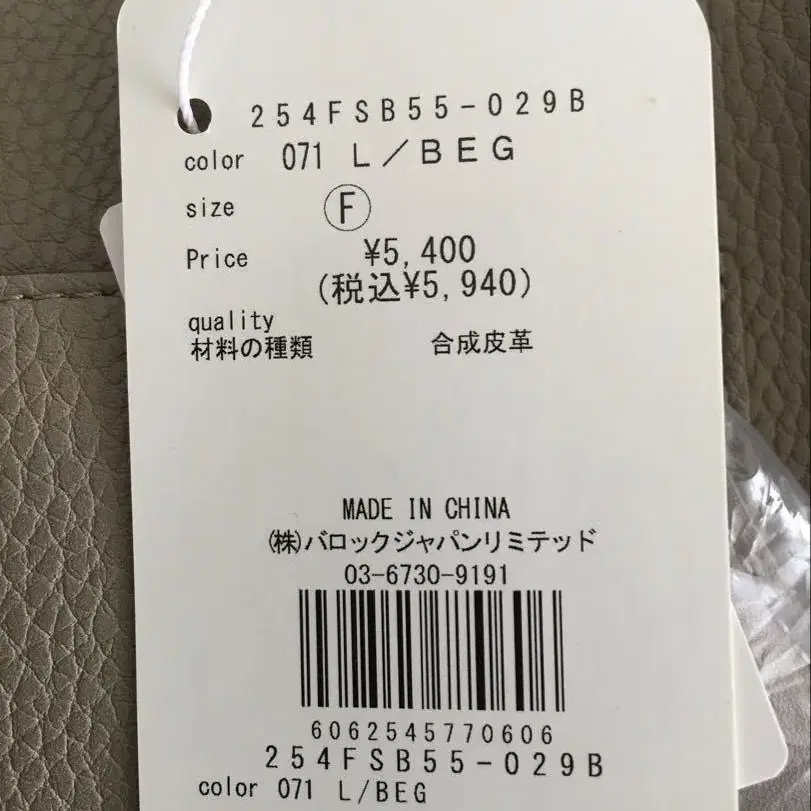 254FSB55-029B
color 071 L／BEG
size Ⓕ
Price ¥5,400
(税込¥5,940)
quality
材料の種類 合成皮革
MADE IN CHINA
㈱バロックジャパンリミテッド
03-6730-9191
6062545770606
254FSB55-029B
color 071 L/BEG